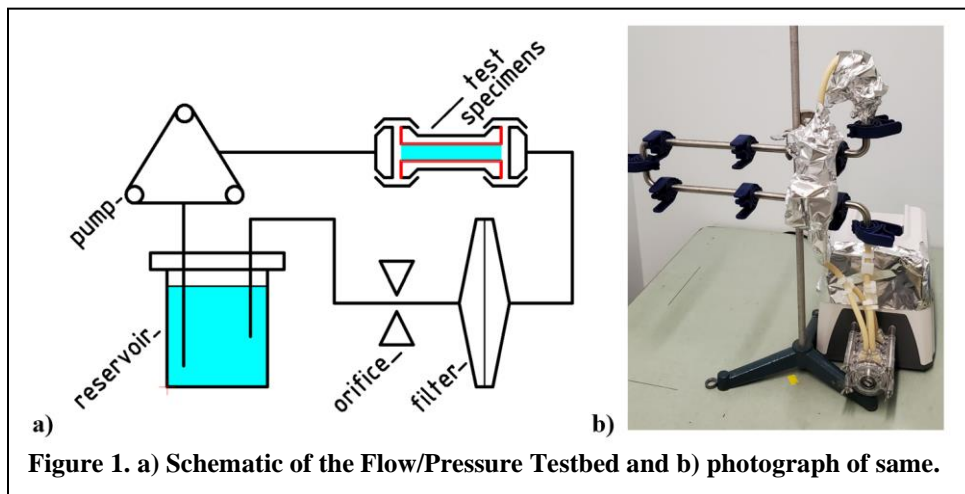 test
specimens
pump
reservoir
orifice
filter
a)
b)
Figure 1. a) Schematic of the Flow/Pressure Testbed and b) photograph of same.